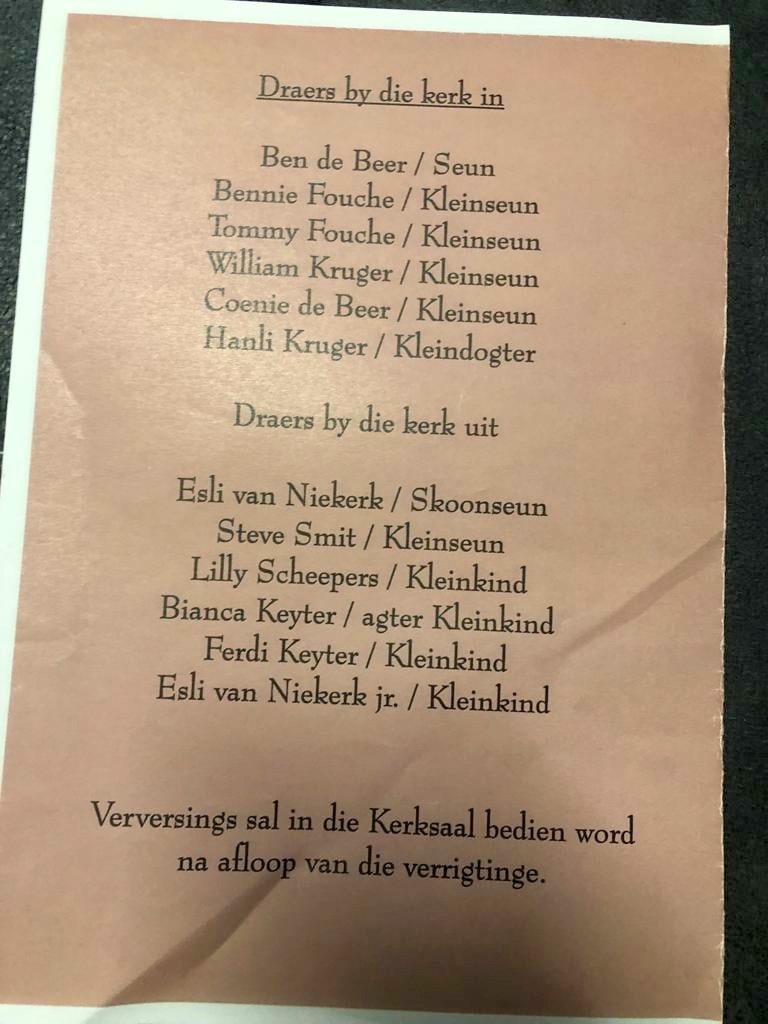 Draers by die kerk in
Ben de Beer / Seun
Bennie Fouche / Kleinseun
Tommy Fouche / Kleinseun
William Kruger / Kleinseun
Coenie de Beer / Kleinseun
Hanli Kruger / Kleindogter
Draers by die kerk uit
Esli van Niekerk / Skoonseun
Steve Smit / Kleinseun
Lilly Scheepers / Kleinkind
Bianca Keyter / agter Kleinkind
Ferdi Keyter / Kleinkind
Esli van Niekerk jr. / Kleinkind
Verversings sal in die Kerksaal bedien word
na afloop van die verrigtinge.